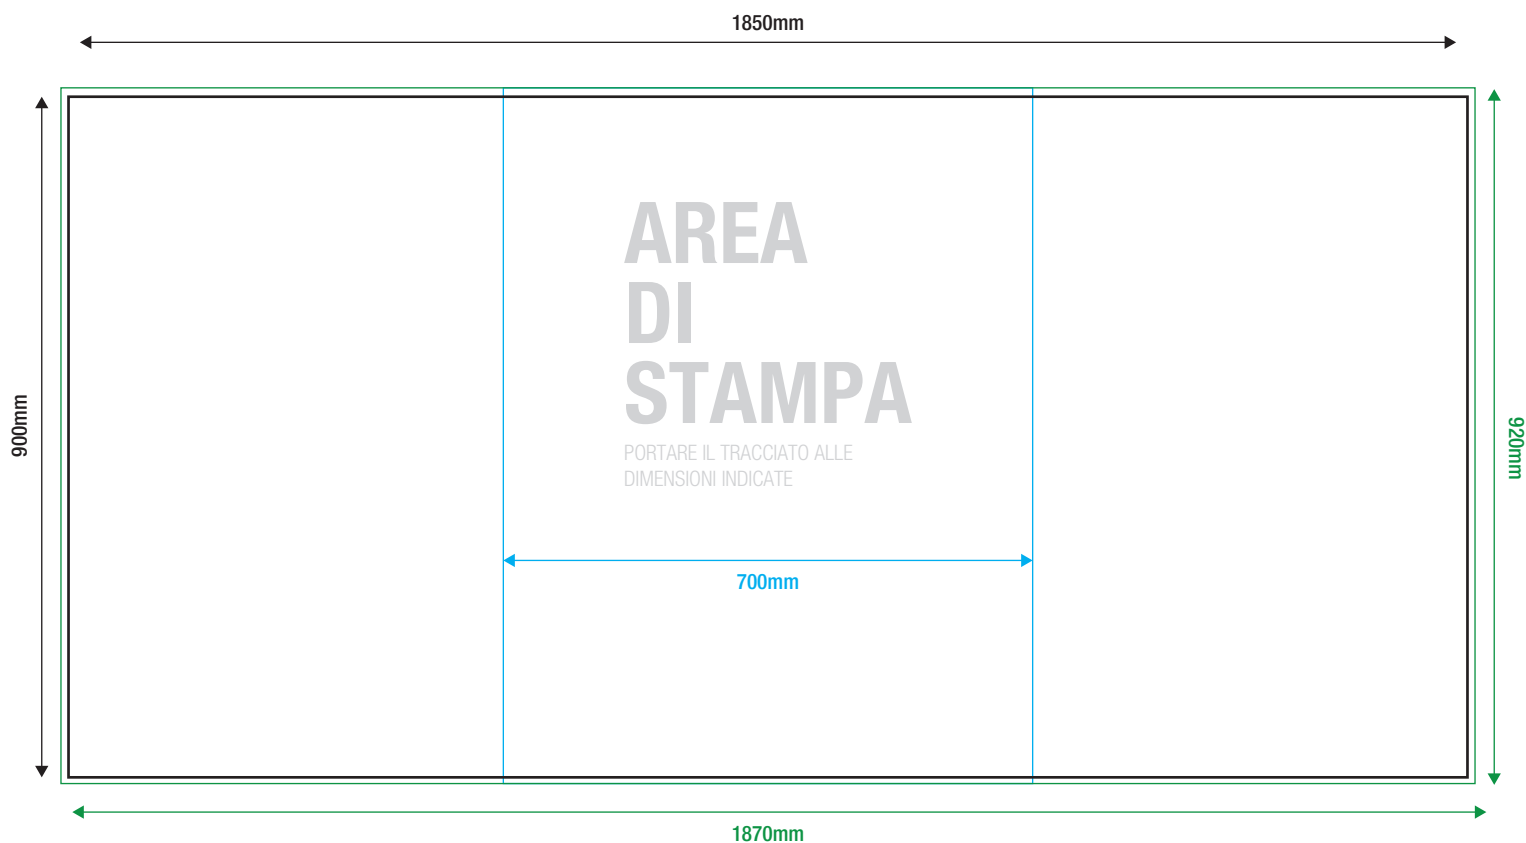 1850mm
900mm
AREA
DI
STAMPA
PORTARE IL TRACCIATO ALLE
DIMENSIONI INDICATE
920mm
700mm
1870mm